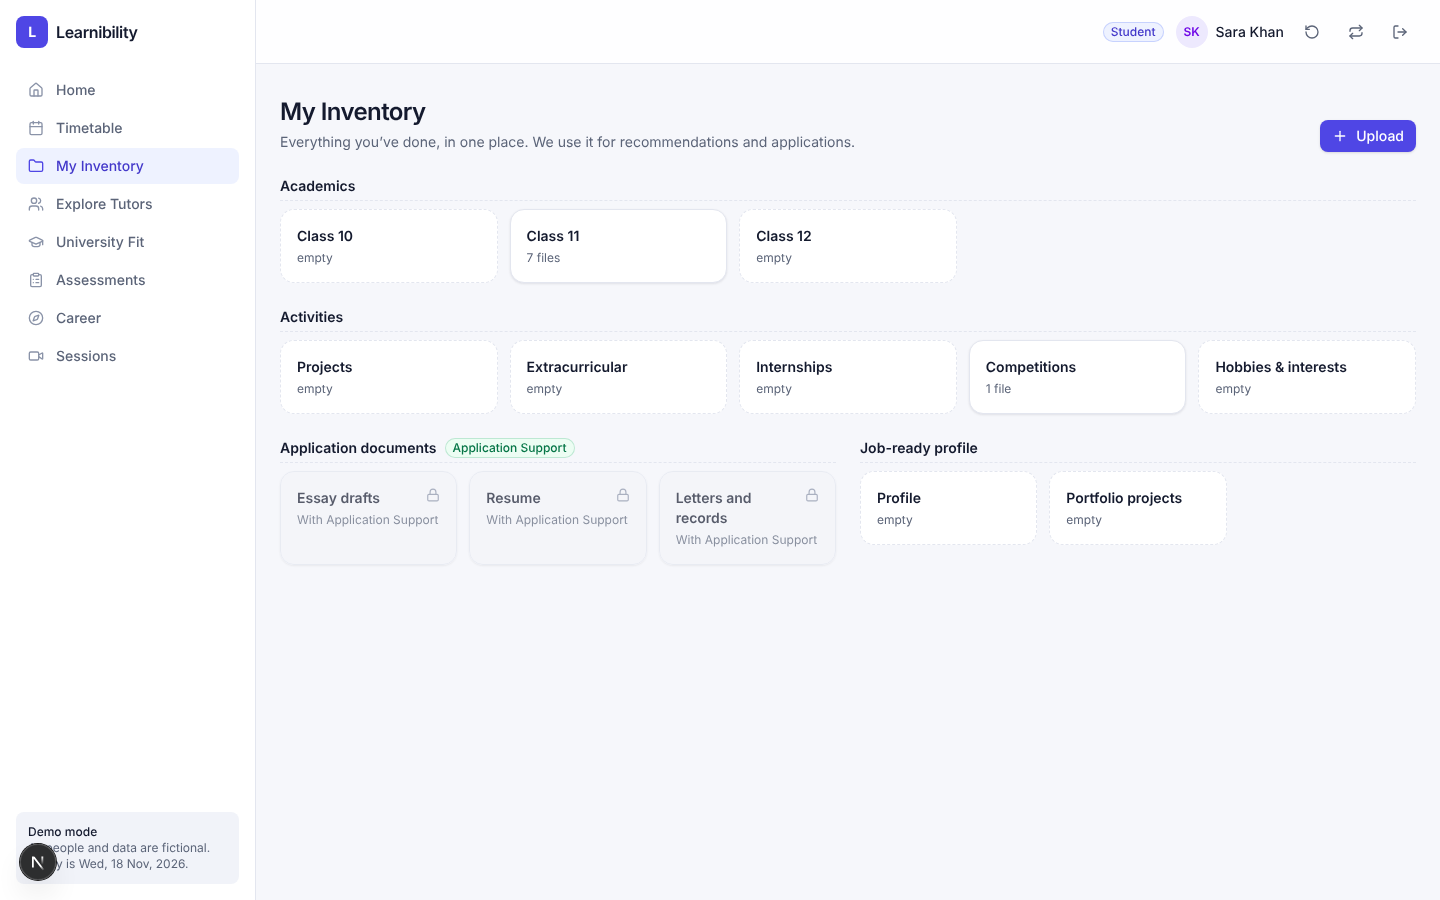 L Learnibility
Student SK Sara Khan
Home
Timetable
My Inventory
Explore Tutors
University Fit
Assessments
Career
Sessions
My Inventory
Everything you’ve done, in one place. We use it for recommendations and applications.
Upload
Academics
Class 10
empty
Class 11
7 files
Class 12
empty
Activities
Projects
empty
Extracurricular
empty
Internships
empty
Competitions
1 file
Hobbies & interests
empty
Application documents Application Support
Essay drafts
With Application Support
Resume
With Application Support
Letters and
records
With Application Support
Job-ready profile
Profile
empty
Portfolio projects
empty
Demo mode
people and data are fictional.
is Wed, 18 Nov, 2026.
N